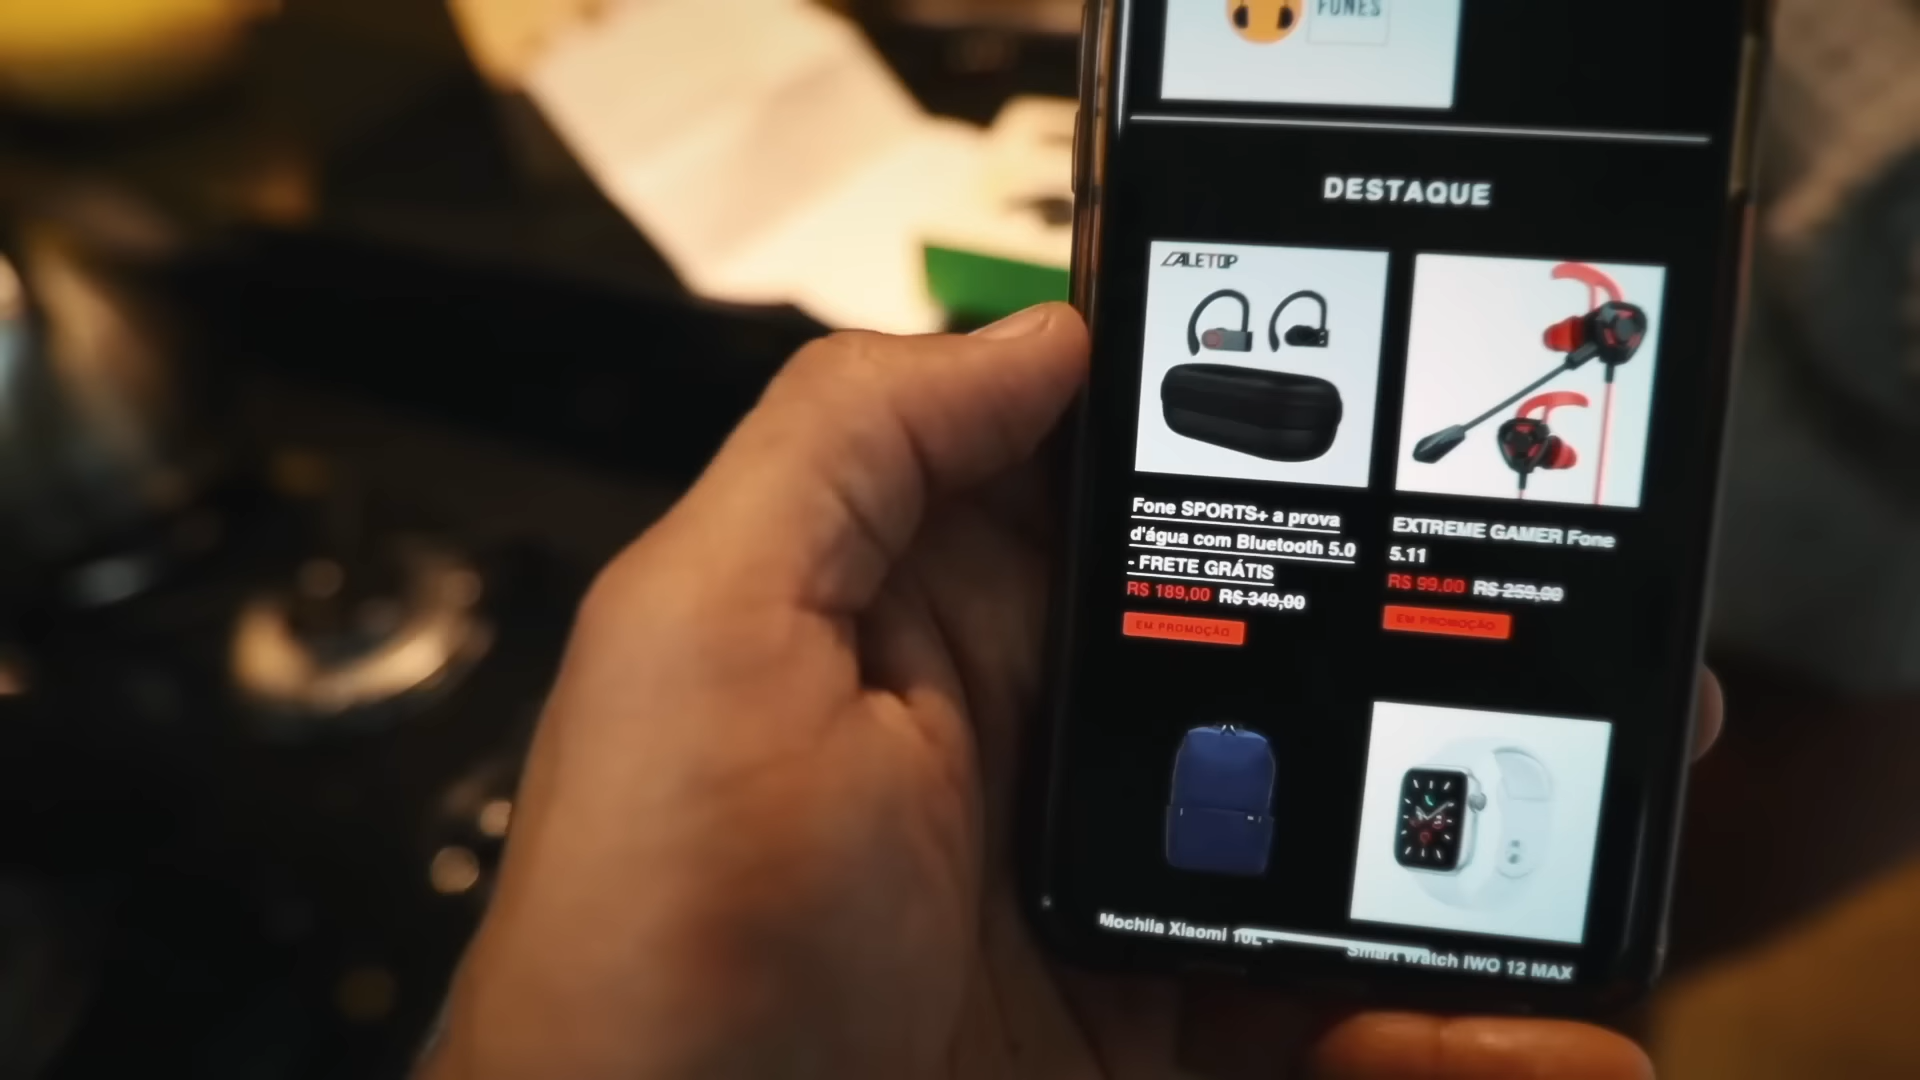 FONES
DESTAQUE
CALETOP
Fone SPORTS+ a prova
d'água com Bluetooth 5.0
- FRETE GRÁTIS
R$ 189,00 R$ 349,00
EM PROMOÇÃO
EXTREME GAMER Fone
5.11
R$ 99,00 R$ 259,00
EM PROMOÇÃO
Mochila Xiaomi 10L -
Smart Watch IWO 12 MAX